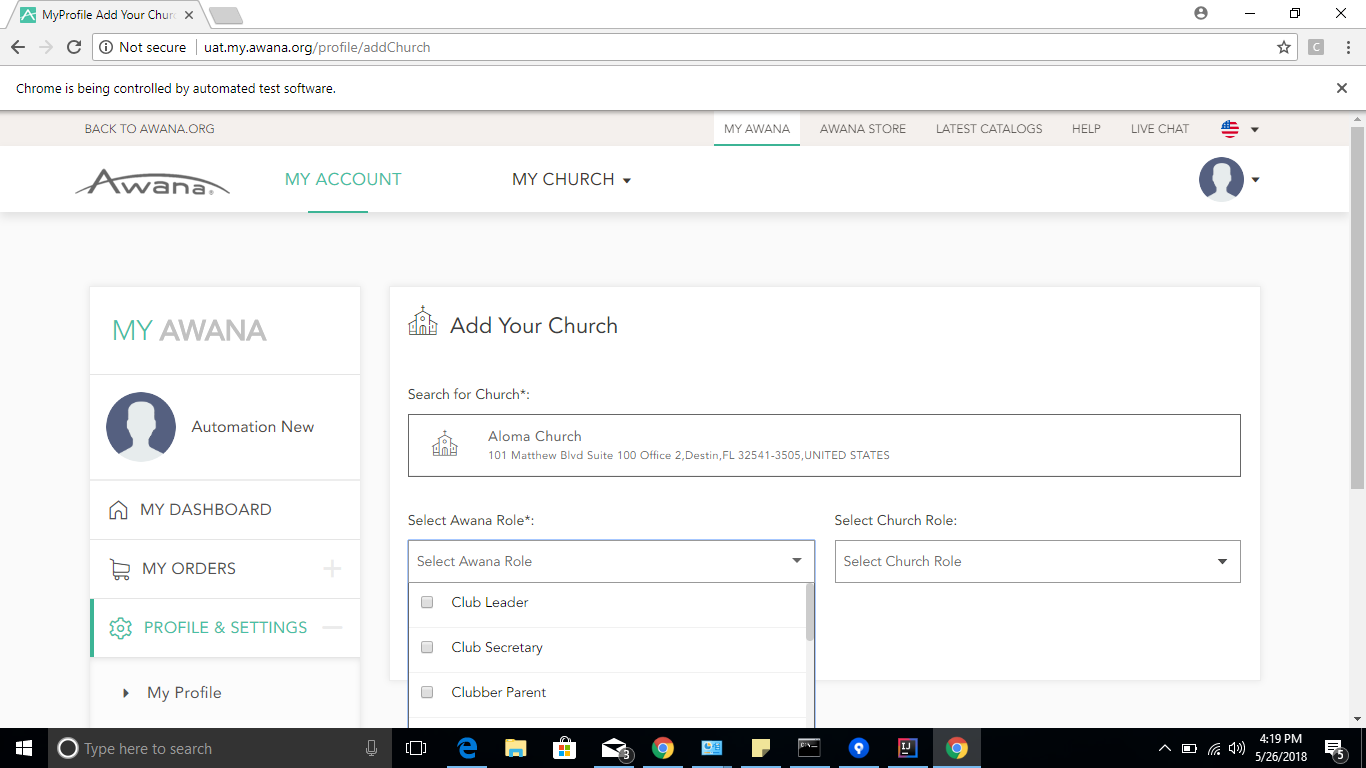 MyProfile Add Your Churc
Not secure
uat.my.awana.org/profile/addChurch
C
Chrome is being controlled by automated test software.
BACK TO AWANA.ORG
MY AWANA
AWANA STORE
LATEST CATALOGS
HELP
LIVE CHAT
Awana®
MY ACCOUNT
MY CHURCH
MY AWANA
Automation New
MY DASHBOARD
MY ORDERS
PROFILE & SETTINGS
My Profile
Add Your Church
Search for Church*:
Aloma Church
101 Matthew Blvd Suite 100 Office 2,Destin,FL 32541-3505,UNITED STATES
Select Awana Role*:
Select Awana Role
Club Leader
Club Secretary
Clubber Parent
Select Church Role:
Select Church Role
Type here to search
3
IJ
4:19 PM
5/26/2018
5